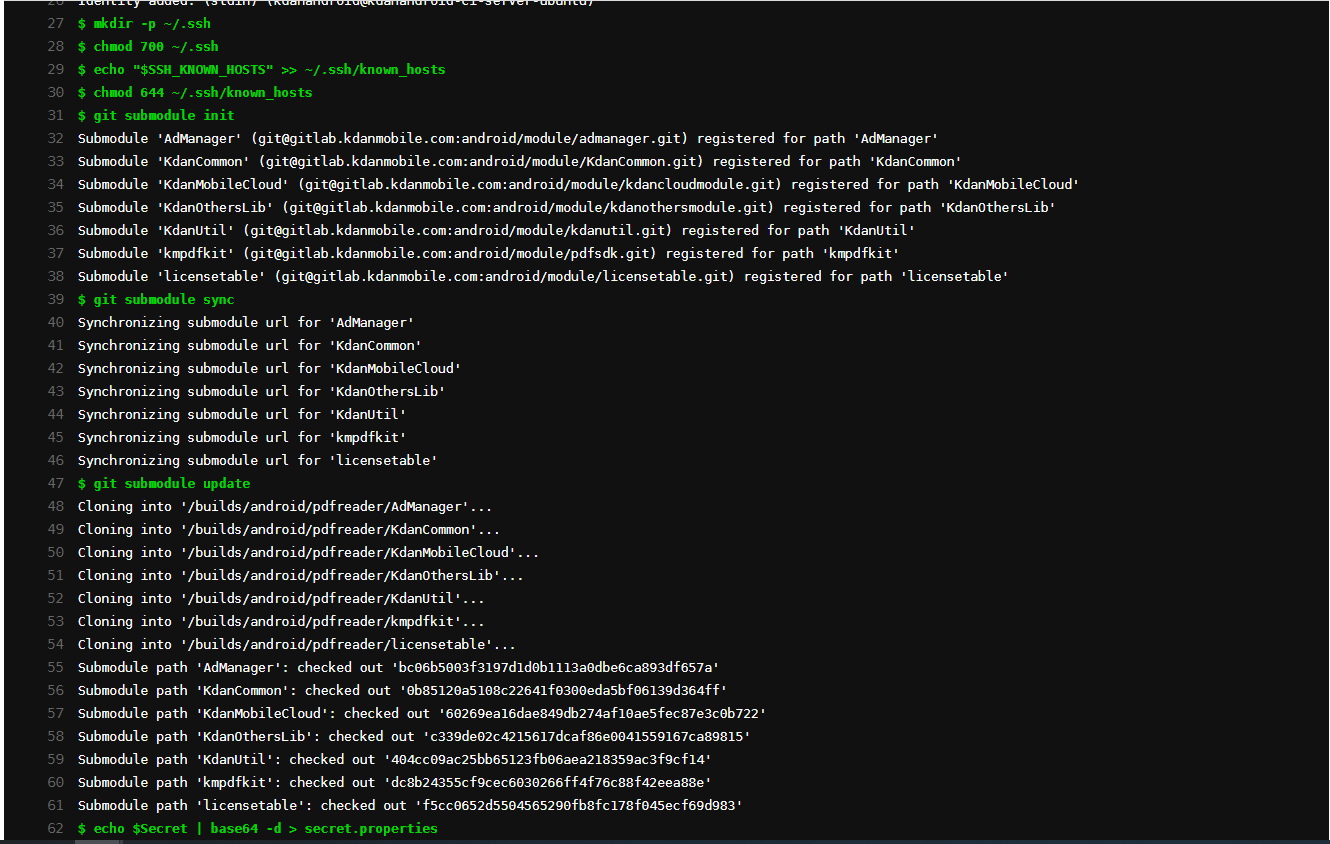 26 Identity added: (stdin) (kdanandroid@kdanandroid-ci-server-ubuntu)
27 $ mkdir -p ~/.ssh
28 $ chmod 700 ~/.ssh
29 $ echo "$SSH_KNOWN_HOSTS" >> ~/.ssh/known_hosts
30 $ chmod 644 ~/.ssh/known_hosts
31 $ git submodule init
32 Submodule 'AdManager' (git@gitlab.kdanmobile.com:android/module/admanager.git) registered for path 'AdManager'
33 Submodule 'KdanCommon' (git@gitlab.kdanmobile.com:android/module/KdanCommon.git) registered for path 'KdanCommon'
34 Submodule 'KdanMobileCloud' (git@gitlab.kdanmobile.com:android/module/kdancloudmodule.git) registered for path 'KdanMobileCloud'
35 Submodule 'KdanOthersLib' (git@gitlab.kdanmobile.com:android/module/kdanothersmodule.git) registered for path 'KdanOthersLib'
36 Submodule 'KdanUtil' (git@gitlab.kdanmobile.com:android/module/kdanutil.git) registered for path 'KdanUtil'
37 Submodule 'kmpdfkit' (git@gitlab.kdanmobile.com:android/module/pdfsdk.git) registered for path 'kmpdfkit'
38 Submodule 'licensetable' (git@gitlab.kdanmobile.com:android/module/licensetable.git) registered for path 'licensetable'
39 $ git submodule sync
40 Synchronizing submodule url for 'AdManager'
41 Synchronizing submodule url for 'KdanCommon'
42 Synchronizing submodule url for 'KdanMobileCloud'
43 Synchronizing submodule url for 'KdanOthersLib'
44 Synchronizing submodule url for 'KdanUtil'
45 Synchronizing submodule url for 'kmpdfkit'
46 Synchronizing submodule url for 'licensetable'
47 $ git submodule update
48 Cloning into '/builds/android/pdfreader/AdManager'...
49 Cloning into '/builds/android/pdfreader/KdanCommon'...
50 Cloning into '/builds/android/pdfreader/KdanMobileCloud'...
51 Cloning into '/builds/android/pdfreader/KdanOthersLib'...
52 Cloning into '/builds/android/pdfreader/KdanUtil'...
53 Cloning into '/builds/android/pdfreader/kmpdfkit'...
54 Cloning into '/builds/android/pdfreader/licensetable'...
55 Submodule path 'AdManager': checked out 'bc06b5003f3197d1d0b1113a0dbe6ca893df657a'
56 Submodule path 'KdanCommon': checked out '0b85120a5108c22641f0300eda5bf06139d364ff'
57 Submodule path 'KdanMobileCloud': checked out '60269ea16dae849db274af10ae5fec87e3c0b722'
58 Submodule path 'KdanOthersLib': checked out 'c339de02c4215617dcaf86e0041559167ca89815'
59 Submodule path 'KdanUtil': checked out '404cc09ac25bb65123fb06aea218359ac3f9cf14'
60 Submodule path 'kmpdfkit': checked out 'dc8b24355cf9cec6030266ff4f76c88f42eea88e'
61 Submodule path 'licensetable': checked out 'f5cc0652d5504565290fb8fc178f045ecf69d983'
62 $ echo $Secret | base64 -d > secret.properties